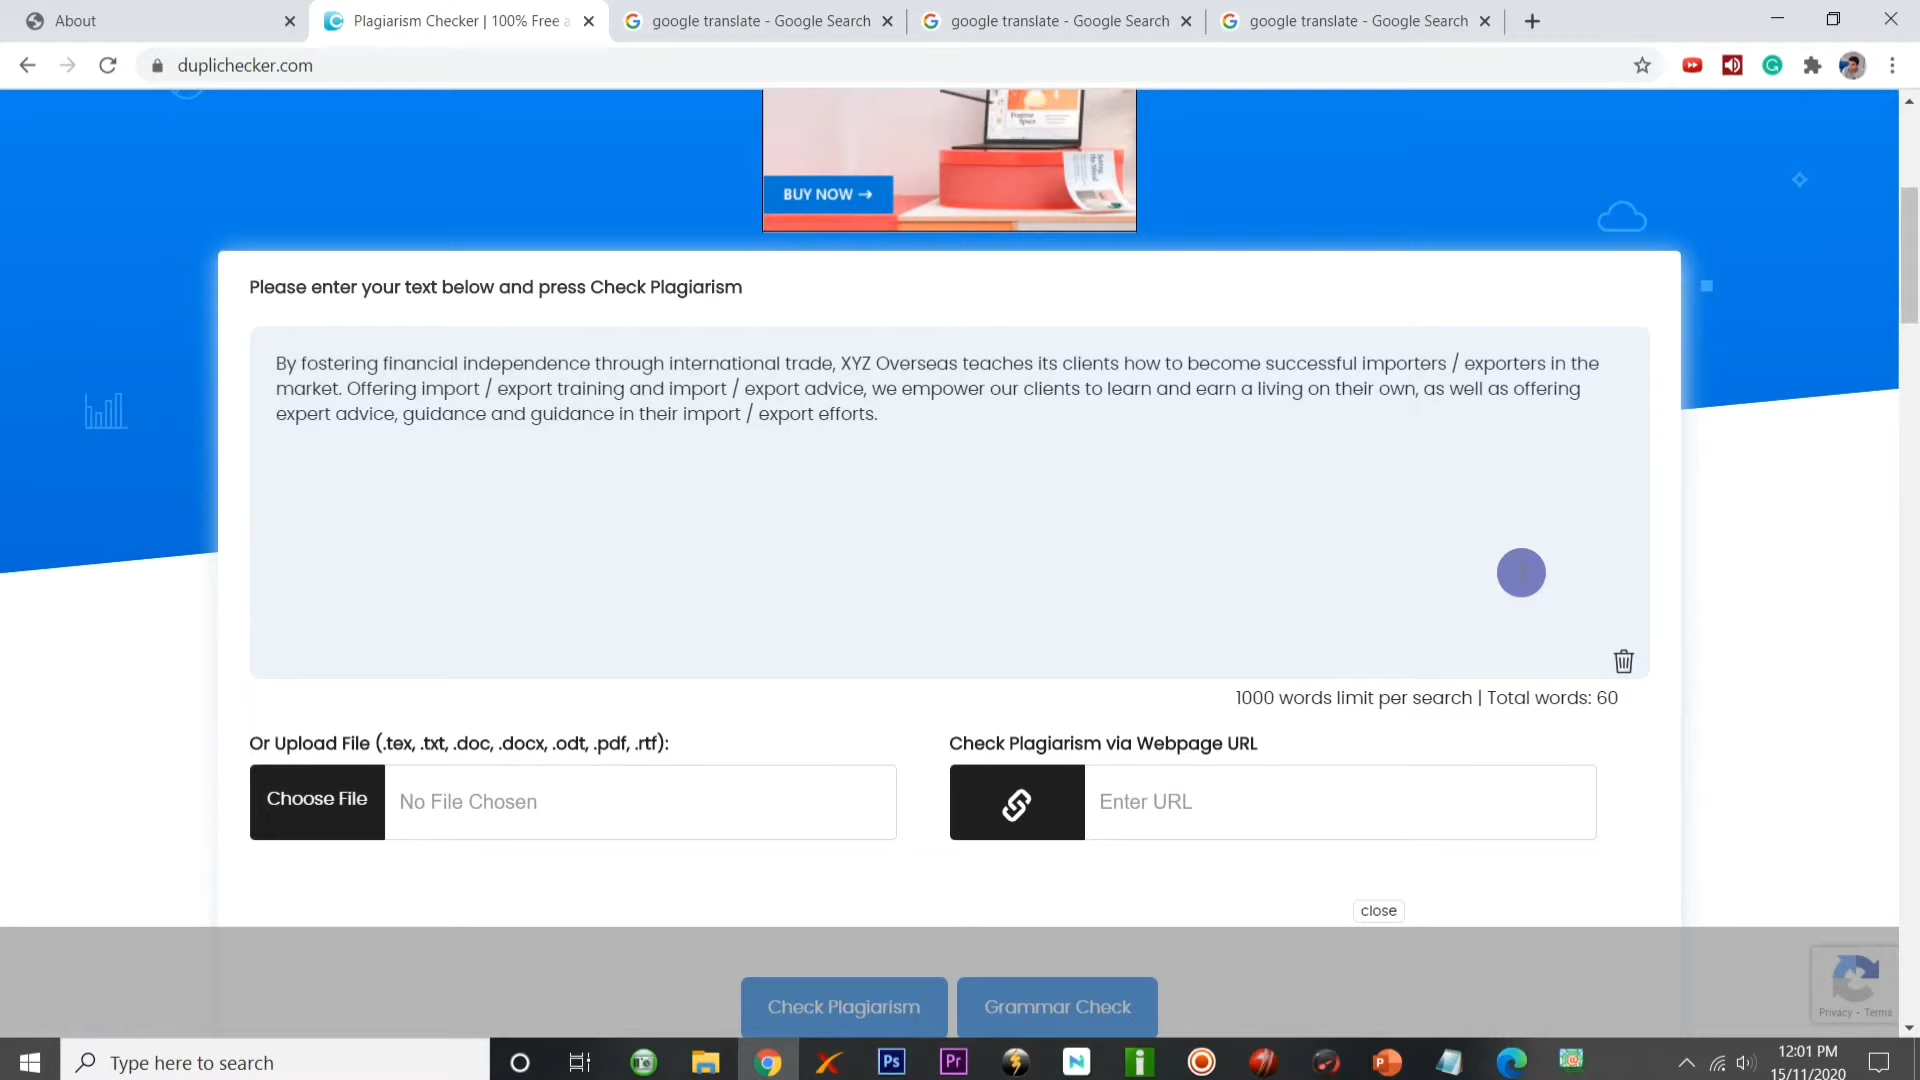 About
Plagiarism Checker | 100% Free a
google translate - Google Search
google translate - Google Search
google translate - Google Search
duplichecker.com
Positive
Space
BUY NOW →
Please enter your text below and press Check Plagiarism
By fostering financial independence through international trade, XYZ Overseas teaches its clients how to become successful importers / exporters in the
market. Offering import / export training and import / export advice, we empower our clients to learn and earn a living on their own, as well as offering
expert advice, guidance and guidance in their import / export efforts.
1000 words limit per search | Total words: 60
Or Upload File (.tex, .txt, .doc, .docx, .odt, .pdf, .rtf):
Check Plagiarism via Webpage URL
Choose File
No File Chosen
Enter URL
close
Check Plagiarism
Grammar Check
Privacy - Terms
Type here to search
Ps
Pr
12:01 PM
15/11/2020